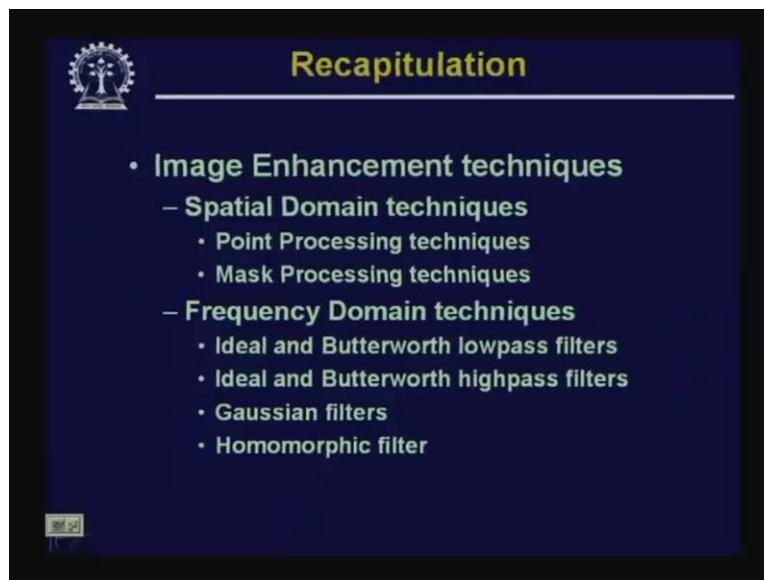 Recapitulation
• Image Enhancement techniques
– Spatial Domain techniques
• Point Processing techniques
• Mask Processing techniques
– Frequency Domain techniques
• Ideal and Butterworth lowpass filters
• Ideal and Butterworth highpass filters
• Gaussian filters
• Homomorphic filter